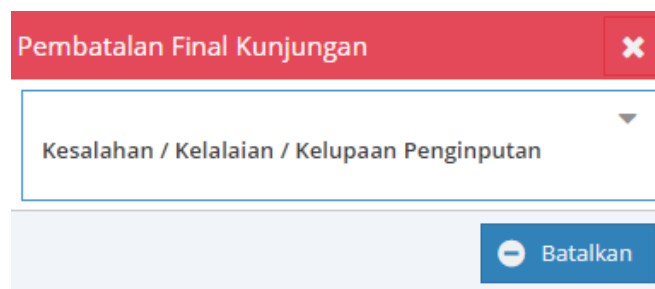 Pembatalan Final Kunjungan
Kesalahan / Kelalaian / Kelupaan Penginputan
Batalkan